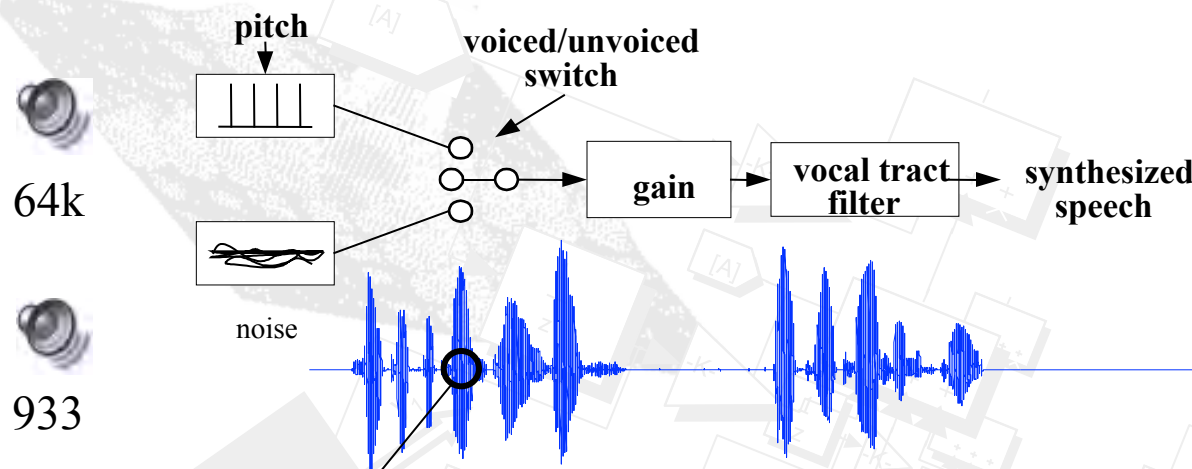 pitch
voiced/unvoiced
switch
64k
gain
vocal tract
filter
synthesized
speech
noise
933
[A]
[A]